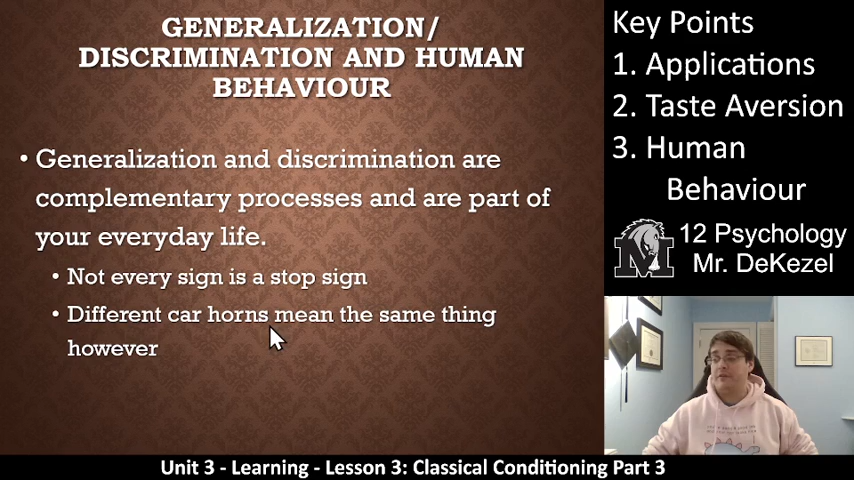 GENERALIZATION/
DISCRIMINATION AND HUMAN
BEHAVIOUR
• Generalization and discrimination are
complementary processes and are part of
your everyday life.
• Not every sign is a stop sign
• Different car horns mean the same thing
however
Key Points
1. Applications
2. Taste Aversion
3. Human
Behaviour
M
12 Psychology
Mr. DeKezel
Unit 3 - Learning - Lesson 3: Classical Conditioning Part 3